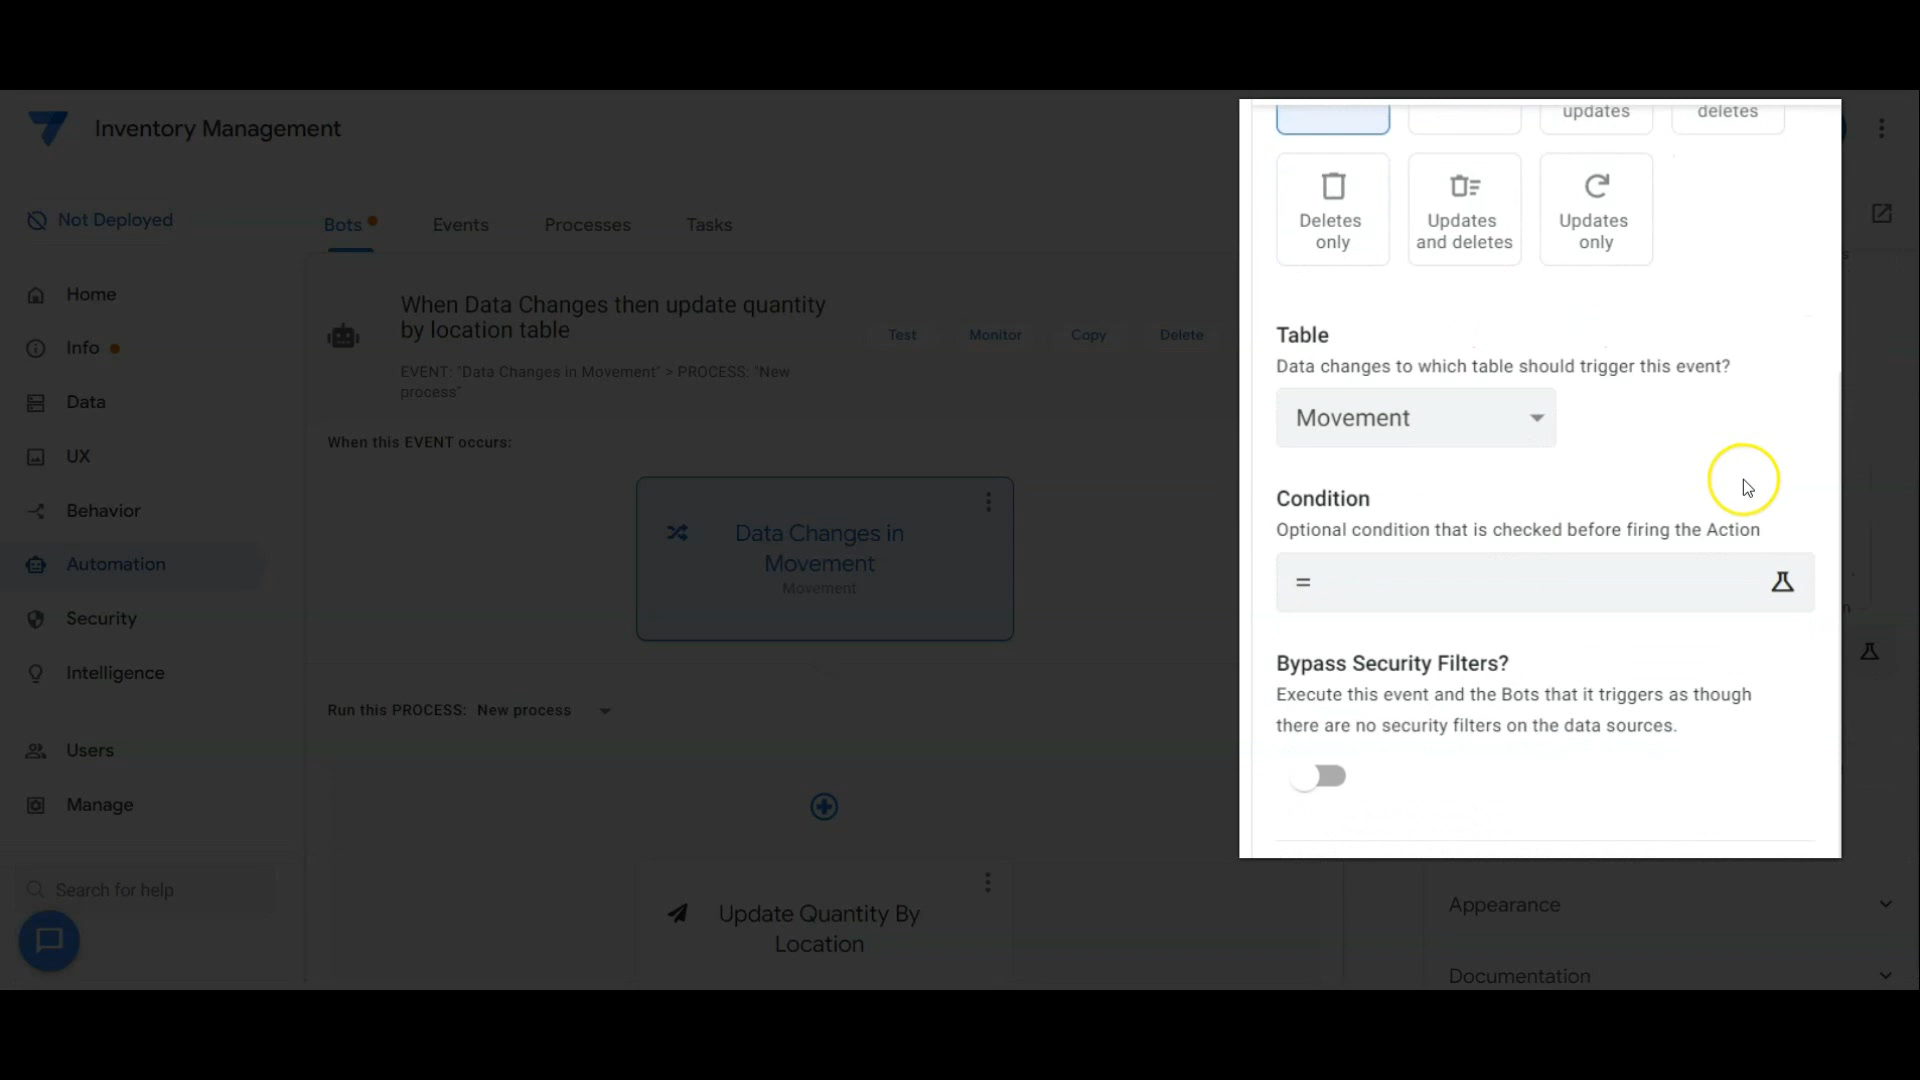 Inventory Management
Not Deployed
Home
Info
Data
UX
Behavior
Automation
Security
Intelligence
Users
Manage
Search for help
Bots
Events
Processes
Tasks
When Data Changes then update quantity
by location table
Test
Monitor
Copy
Delete
EVENT: "Data Changes in Movement" > PROCESS: "New
process"
When this EVENT occurs:
Data Changes in
Movement
Movement
Run this PROCESS: New process
Update Quantity By
Location
updates
deletes
Deletes
only
Updates
and deletes
Updates
only
Table
Data changes to which table should trigger this event?
Movement
Condition
Optional condition that is checked before firing the Action
=
Bypass Security Filters?
Execute this event and the Bots that it triggers as though
there are no security filters on the data sources.
Appearance
Documentation